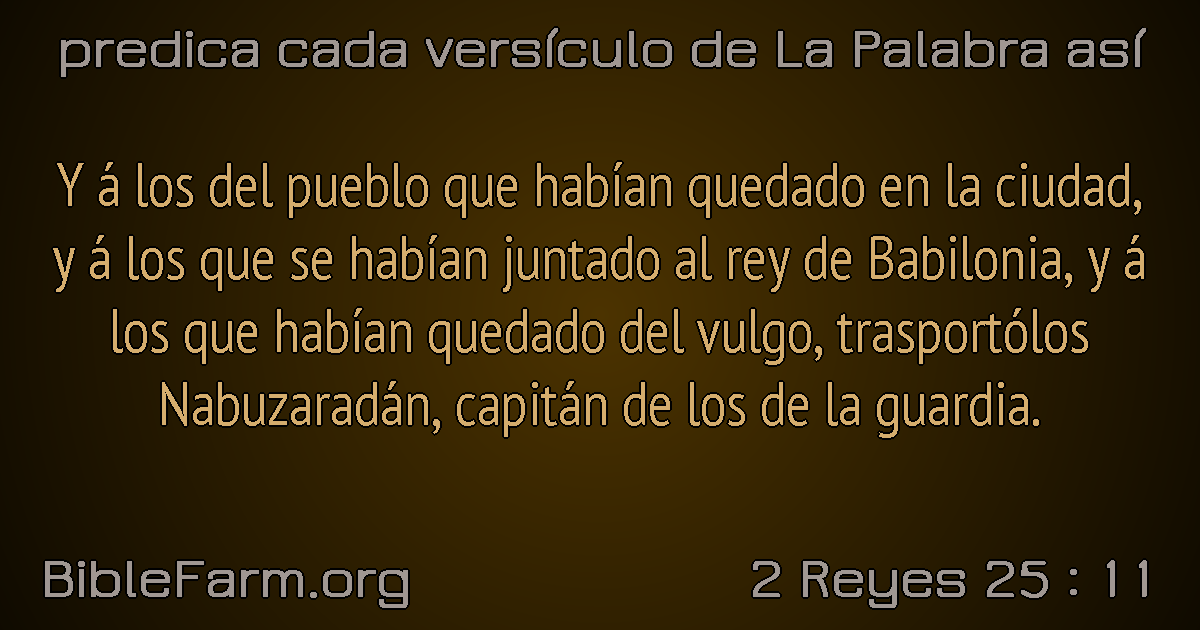 predica cada versículo de La Palabra así
Y á los del pueblo que habían quedado en la ciudad,
y á los que se habían juntado al rey de Babilonia, y á
los que habían quedado del vulgo, trasportólos
Nabuzaradán, capitán de los de la guardia.
BibleFarm.org
2 Reyes 25 : 11